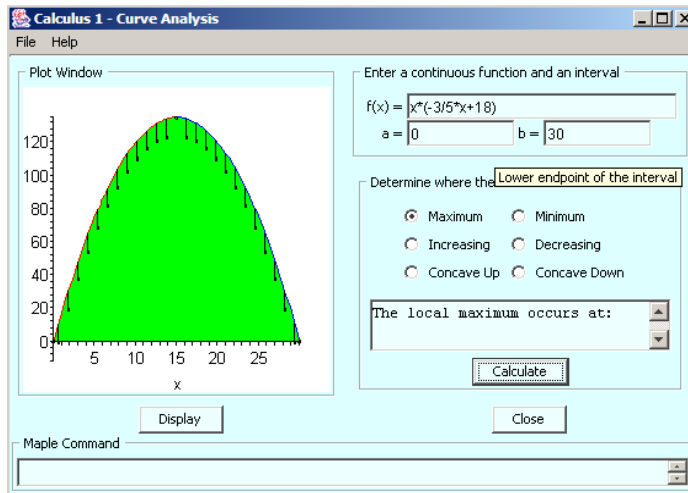 Calculus 1 - Curve Analysis
File Help
Plot Window
120
100
80
60
40
20
0
5 10 15 20 25
x
Display
Enter a continuous function and an interval
f(x) = x*(-3/5*x+18)
a = 0 b = 30
Lower endpoint of the interval
Determine where the
Maximum Minimum
Increasing Decreasing
Concave Up Concave Down
The local maximum occurs at:
Calculate
Close
Maple Command